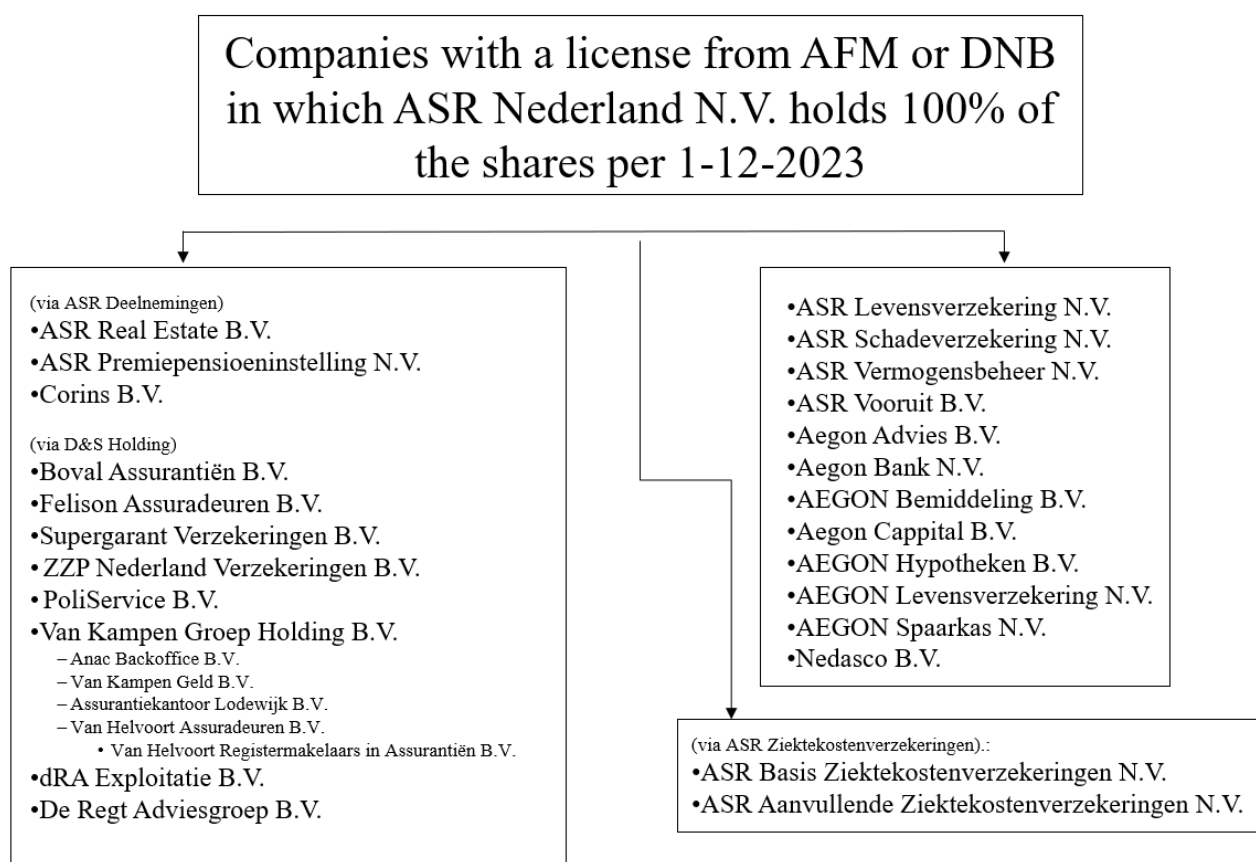 Companies with a license from AFM or DNB
in which ASR Nederland N.V. holds 100% of
the shares per 1-12-2023
(via ASR Deelnemingen)
•ASR Real Estate B.V.
•ASR Premiepensioeninstelling N.V.
•Corins B.V.
(via D&S Holding)
•Boval Assurantiën B.V.
•Felison Assuradeuren B.V.
•Supergarant Verzekeringen B.V.
•ZZP Nederland Verzekeringen B.V.
•PoliService B.V.
•Van Kampen Groep Holding B.V.
– Anac Backoffice B.V.
– Van Kampen Geld B.V.
– Assurantiekantoor Lodewijk B.V.
– Van Helvoort Assuradeuren B.V.
• Van Helvoort Registermakelaars in Assurantiën B.V.
•dRA Exploitatie B.V.
•De Regt Adviesgroep B.V.
•ASR Levensverzekering N.V.
•ASR Schadeverzekering N.V.
•ASR Vermogensbeheer N.V.
•ASR Vooruit B.V.
•Aegon Advies B.V.
•Aegon Bank N.V.
•AEGON Bemiddeling B.V.
•Aegon Cappital B.V.
•AEGON Hypotheken B.V.
•AEGON Levensverzekering N.V.
•AEGON Spaarkas N.V.
•Nedasco B.V.
(via ASR Ziektekostenverzekeringen).:
•ASR Basis Ziektekostenverzekeringen N.V.
•ASR Aanvullende Ziektekostenverzekeringen N.V.